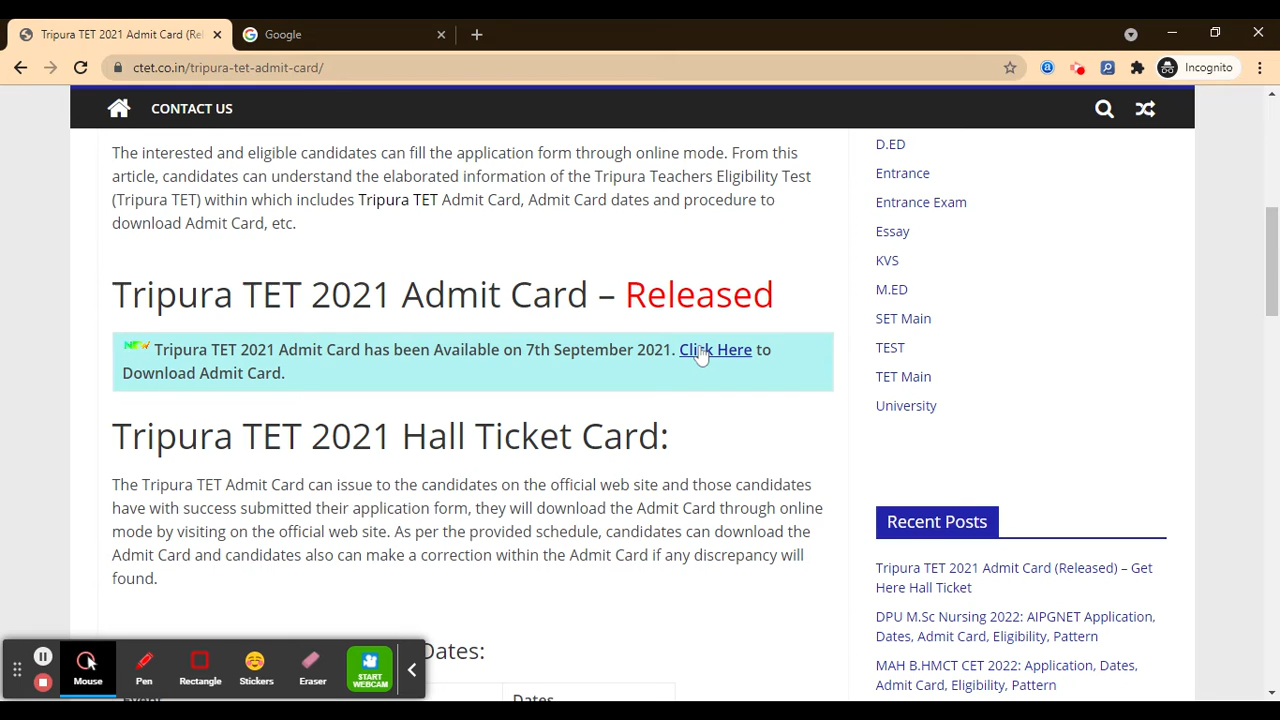 Tripura TET 2021 Admit Card (Rel
Google
ctet.co.in/tripura-tet-admit-card/
Incognito
CONTACT US
The interested and eligible candidates can fill the application form through online mode. From this
article, candidates can understand the elaborated information of the Tripura Teachers Eligibility Test
(Tripura TET) within which includes Tripura TET Admit Card, Admit Card dates and procedure to
download Admit Card, etc.
Tripura TET 2021 Admit Card – Released
NEW Tripura TET 2021 Admit Card has been Available on 7th September 2021. Click Here to
Download Admit Card.
Tripura TET 2021 Hall Ticket Card:
The Tripura TET Admit Card can issue to the candidates on the official web site and those candidates
have with success submitted their application form, they will download the Admit Card through online
mode by visiting on the official web site. As per the provided schedule, candidates can download the
Admit Card and candidates also can make a correction within the Admit Card if any discrepancy will
found.
Dates:
Event
Dates
D.ED
Entrance
Entrance Exam
Essay
KVS
M.ED
SET Main
TEST
TET Main
University
Recent Posts
Tripura TET 2021 Admit Card (Released) – Get
Here Hall Ticket
DPU M.Sc Nursing 2022: AIPGNET Application,
Dates, Admit Card, Eligibility, Pattern
MAH B.HMCT CET 2022: Application, Dates,
Admit Card, Eligibility, Pattern
Mouse
Pen
Rectangle
Stickers
Eraser
START
WEBCAM